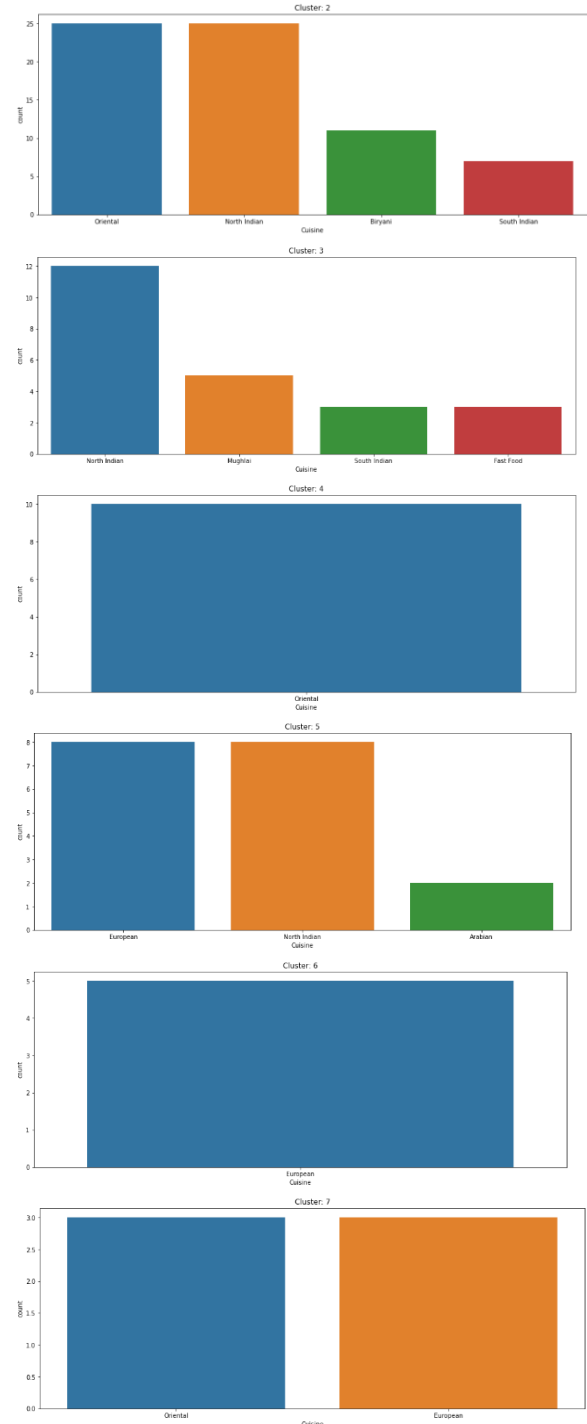 Cluster: 2
25
20
15
10
5
0
count
Oriental North Indian Biryani South Indian
Cuisine
Cluster: 3
12
10
8
6
4
2
0
count
North Indian Mughlai South Indian Fast Food
Cuisine
Cluster: 4
10
8
6
4
2
0
count
Oriental
Cuisine
Cluster: 5
8
7
6
5
4
3
2
1
0
count
European North Indian Arabian
Cuisine
Cluster: 6
5
4
3
2
1
0
count
European
Cuisine
Cluster: 7
3.0
2.5
2.0
1.5
1.0
0.5
0.0
count
Oriental European
Cuisine